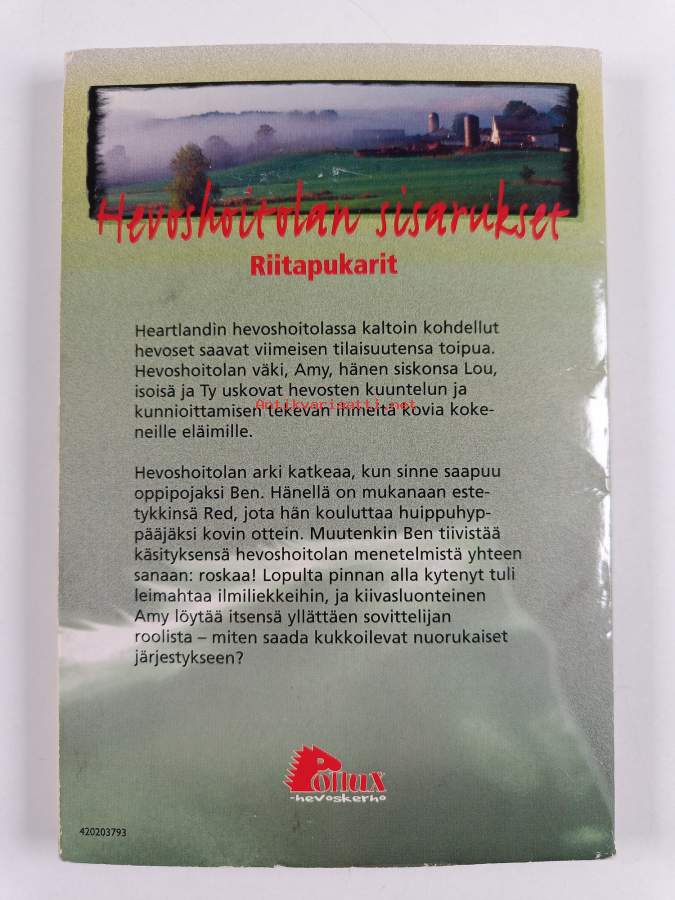 Hevoshoitolan sisarukset
Riitapukarit
Heartlandin hevoshoitolassa kaltoin kohdellut
hevoset saavat viimeisen tilaisuutensa toipua.
Hevoshoitolan väki, Amy, hänen siskonsa Lou,
isoisä ja Ty uskovat hevosten kuuntelun ja
kunnioittamisen tekevän ihmeitä kovia koke-
Antikvariaatti.net
neille eläimille.
Hevoshoitolan arki katkeaa, kun sinne saapuu
oppipojaksi Ben. Hänellä on mukanaan este-
tykkinsä Red, jota hän kouluttaa huippuhyp-
pääjäksi kovin ottein. Muutenkin Ben tiivistää
käsityksensä hevoshoitolan menetelmistä yhteen
sanaan: roskaa! Lopulta pinnan alla kytenyt tuli
leimahtaa ilmiliekkeihin, ja kiivasluonteinen
Amy löytää itsensä yllättäen sovittelijan
roolista – miten saada kukkoilevat nuorukaiset
järjestykseen?
Pollux
-hevoskerho
420203793